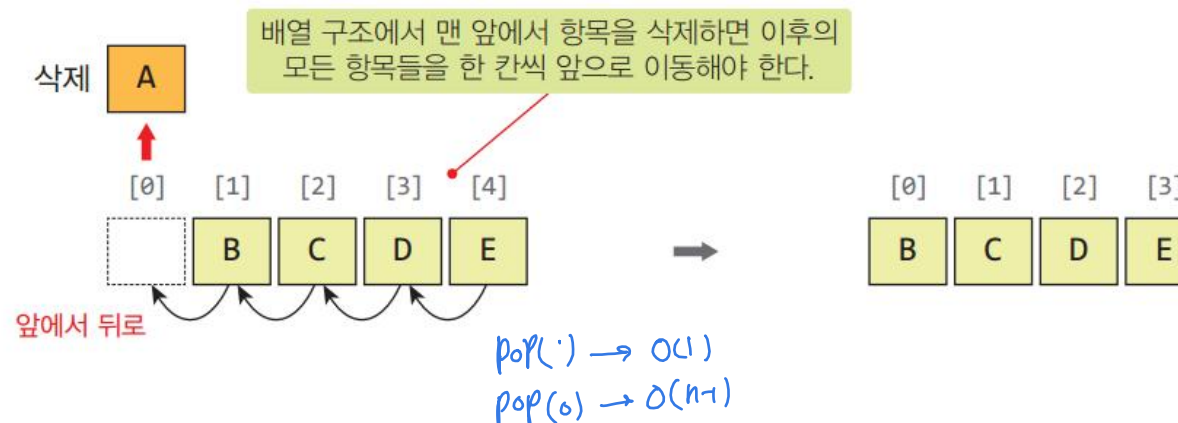 배열 구조에서 맨 앞에서 항목을 삭제하면 이후의
모든 항목들을 한 칸씩 앞으로 이동해야 한다.
삭제 A
[0] [1] [2] [3] [4]
B C D E
앞에서 뒤로
[0] [1] [2] [3]
B C D E
pop(·) → O(1)
pop(0) → O(n-1)